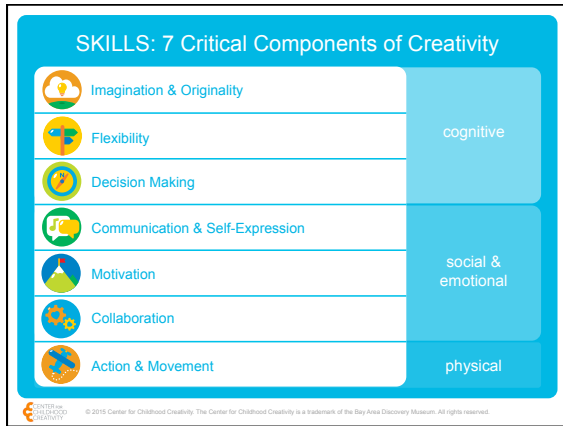 SKILLS: 7 Critical Components of Creativity
Imagination & Originality
Flexibility
Decision Making
cognitive
N
Communication & Self-Expression
Motivation
Collaboration
social &
emotional
Action & Movement
physical
CENTER FOR
CHILDHOOD
CREATIVITY
© 2015 Center for Childhood Creativity. The Center for Childhood Creativity is a trademark of the Bay Area Discovery Museum. All rights reserved.